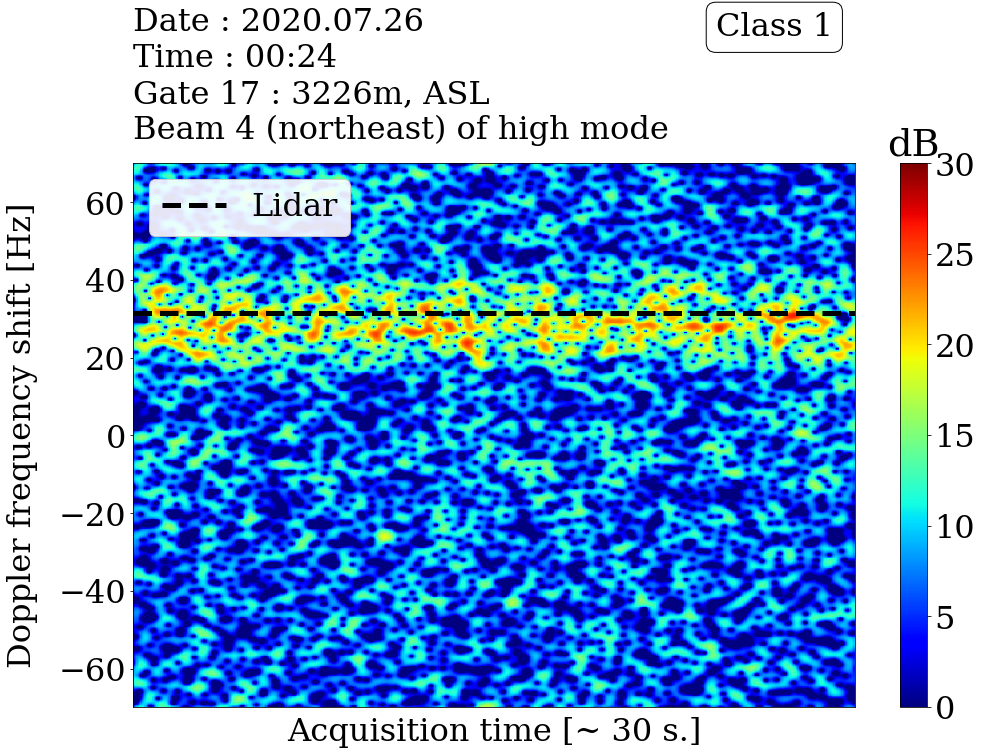 Date : 2020.07.26
Time : 00:24
Gate 17 : 3226m, ASL
Beam 4 (northeast) of high mode
Class 1
dB
Lidar
Doppler frequency shift [Hz]
60
40
20
0
−20
−40
−60
30
25
20
15
10
5
0
Acquisition time [~ 30 s.]